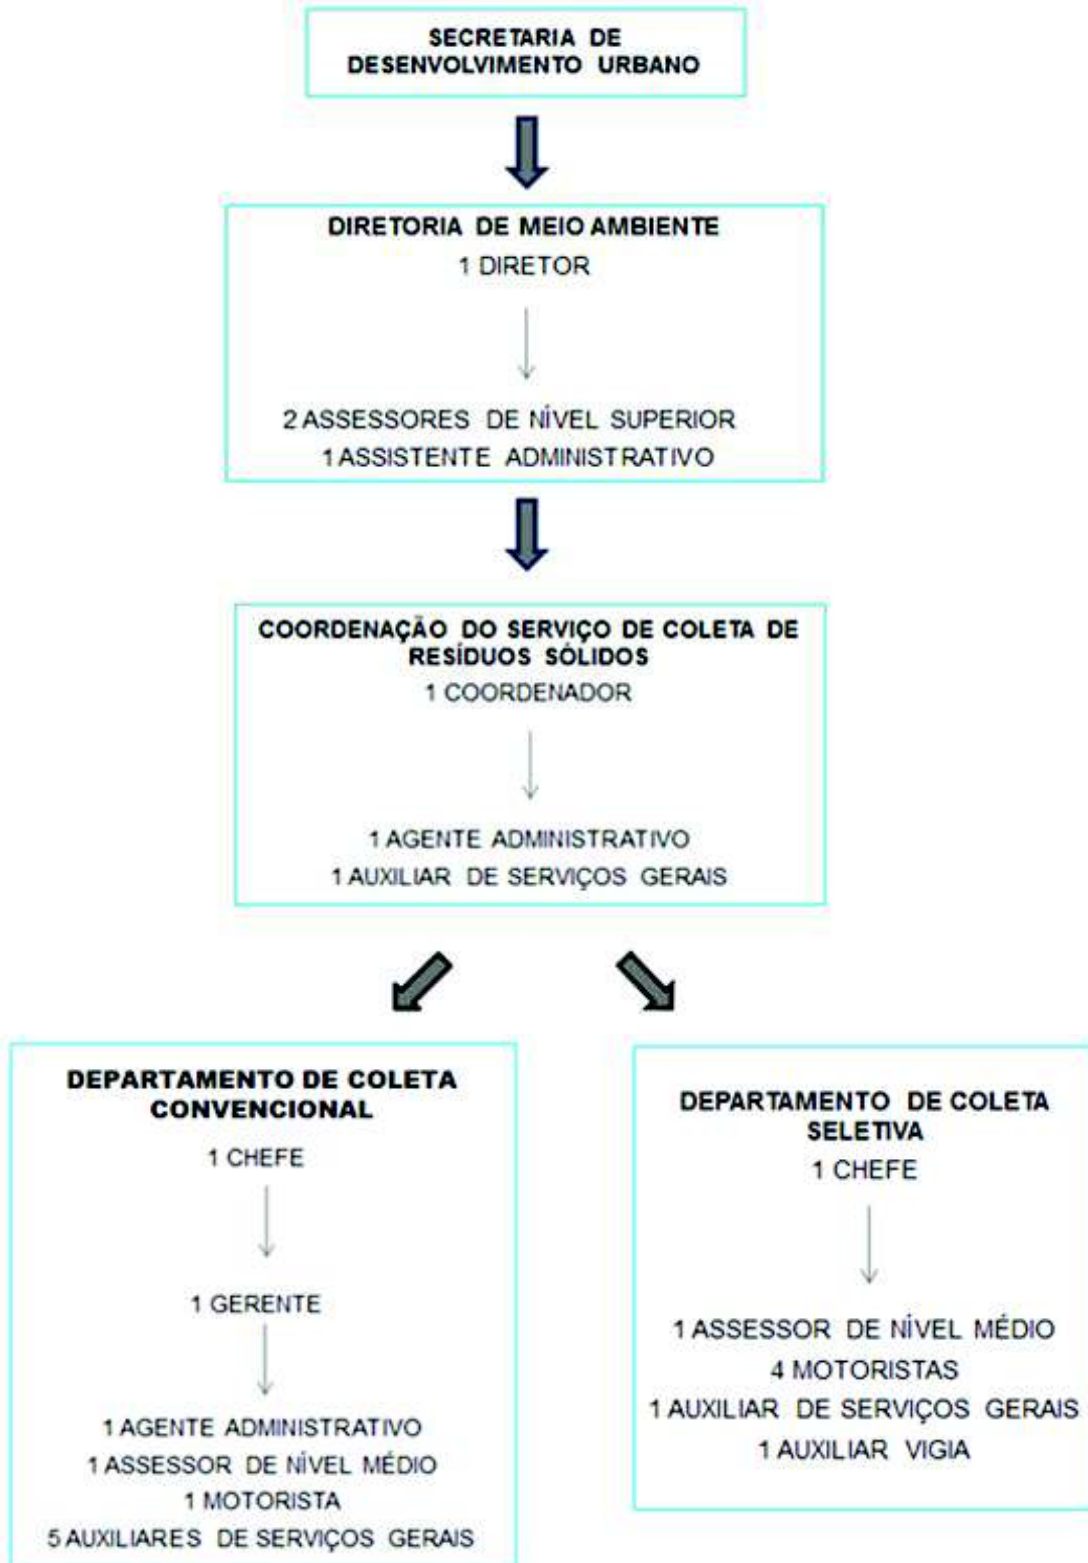 SECRETARIA DE
DESENVOLVIMENTO URBANO
DIRETORIA DE MEIO AMBIENTE
1 DIRETOR
2 ASSESSORES DE NÍVEL SUPERIOR
1 ASSISTENTE ADMINISTRATIVO
COORDENAÇÃO DO SERVIÇO DE COLETA DE
RESÍDUOS SÓLIDOS
1 COORDENADOR
1 AGENTE ADMINISTRATIVO
1 AUXILIAR DE SERVIÇOS GERAIS
DEPARTAMENTO DE COLETA
CONVENCIONAL
1 CHEFE
1 GERENTE
1 AGENTE ADMINISTRATIVO
1 ASSESSOR DE NÍVEL MÉDIO
1 MOTORISTA
5 AUXILIARES DE SERVIÇOS GERAIS
DEPARTAMENTO DE COLETA
SELETIVA
1 CHEFE
1 ASSESSOR DE NÍVEL MÉDIO
4 MOTORISTAS
1 AUXILIAR DE SERVIÇOS GERAIS
1 AUXILIAR VIGIA